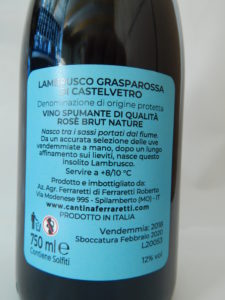 LAMBRUSCO GRASPAROSSA
DI CASTELVETRO
Denominazione di origine protetta
VINO SPUMANTE DI QUALITÀ
ROSÈ BRUT NATURE
Nasco tra i sassi portati dal fiume.
Da un accurata selezione delle uve
vendemmiate a mano, dopo un lungo
affinamento sui lieviti, nasce questo
insolito Lambrusco.
Servire a +8/10 °C
Prodotto e imbottigliato da:
Az. Agr. Ferraretti di Ferraretti Roberta
Via Modenese 995 - Spilamberto (MO) - IT
www.cantinaferraretti.com
PRODOTTO IN ITALIA
Vendemmia: 2018
Sboccatura Febbraio 2020
L20053
750 ml e
12% vol
Contiene Solfiti